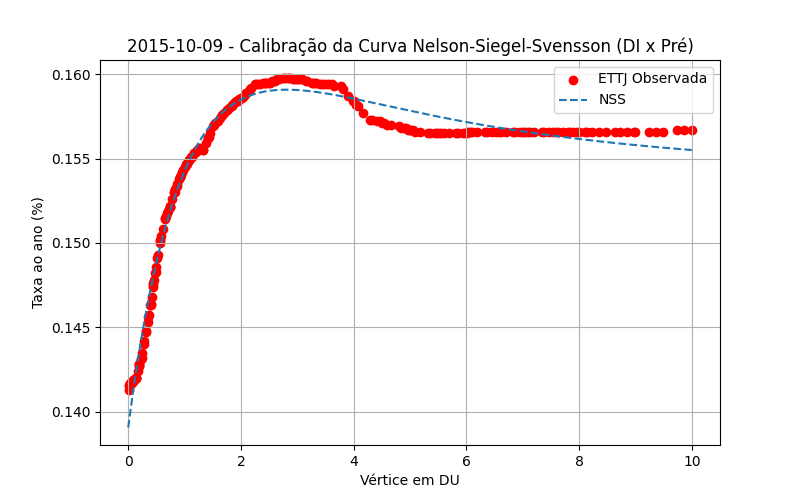 2015-10-09 - Calibração da Curva Nelson-Siegel-Svensson (DI x Pré)
ETTJ Observada
NSS
Taxa ao ano (%)
0.160
0.155
0.150
0.145
0.140
0 2 4 6 8 10
Vértice em DU